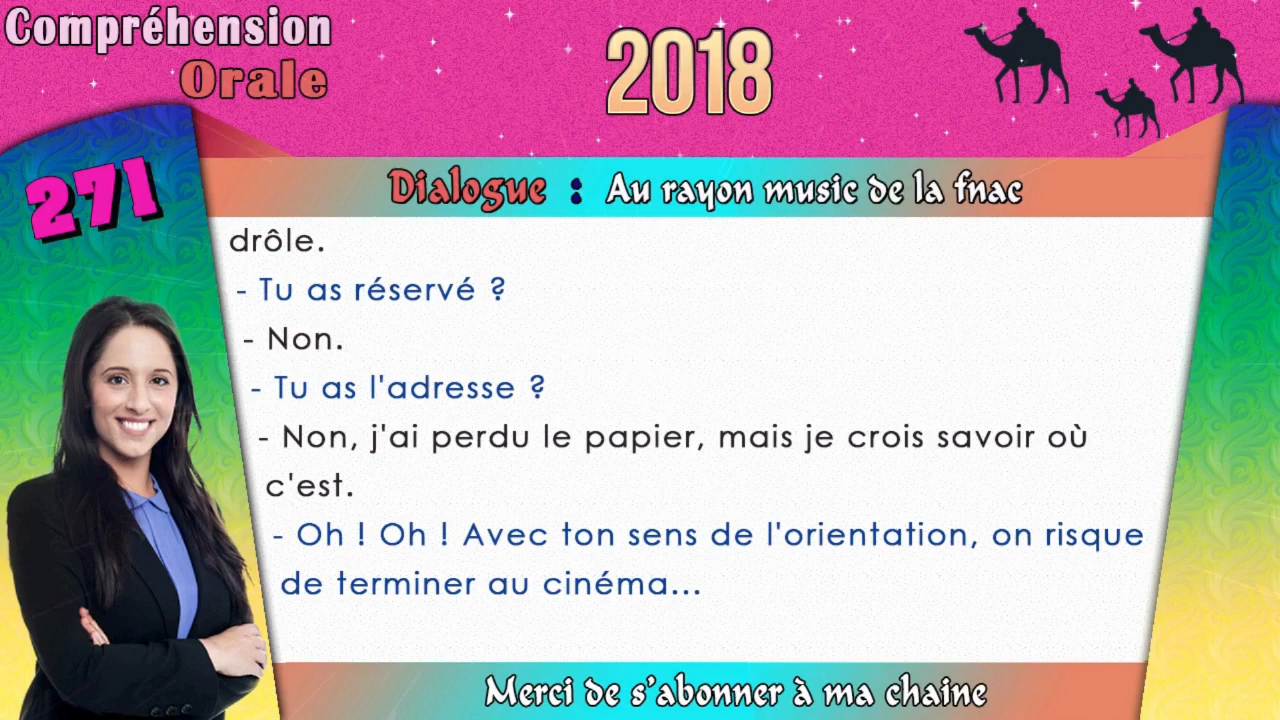 Compréhension
Orale
2018
271
Dialogue : Au rayon music de la fnac
drôle.
- Tu as réservé ?
- Non.
- Tu as l'adresse ?
- Non, j'ai perdu le papier, mais je crois savoir où
c'est.
- Oh ! Oh ! Avec ton sens de l'orientation, on risque
de terminer au cinéma...
Merci de s'abonner à ma chaine